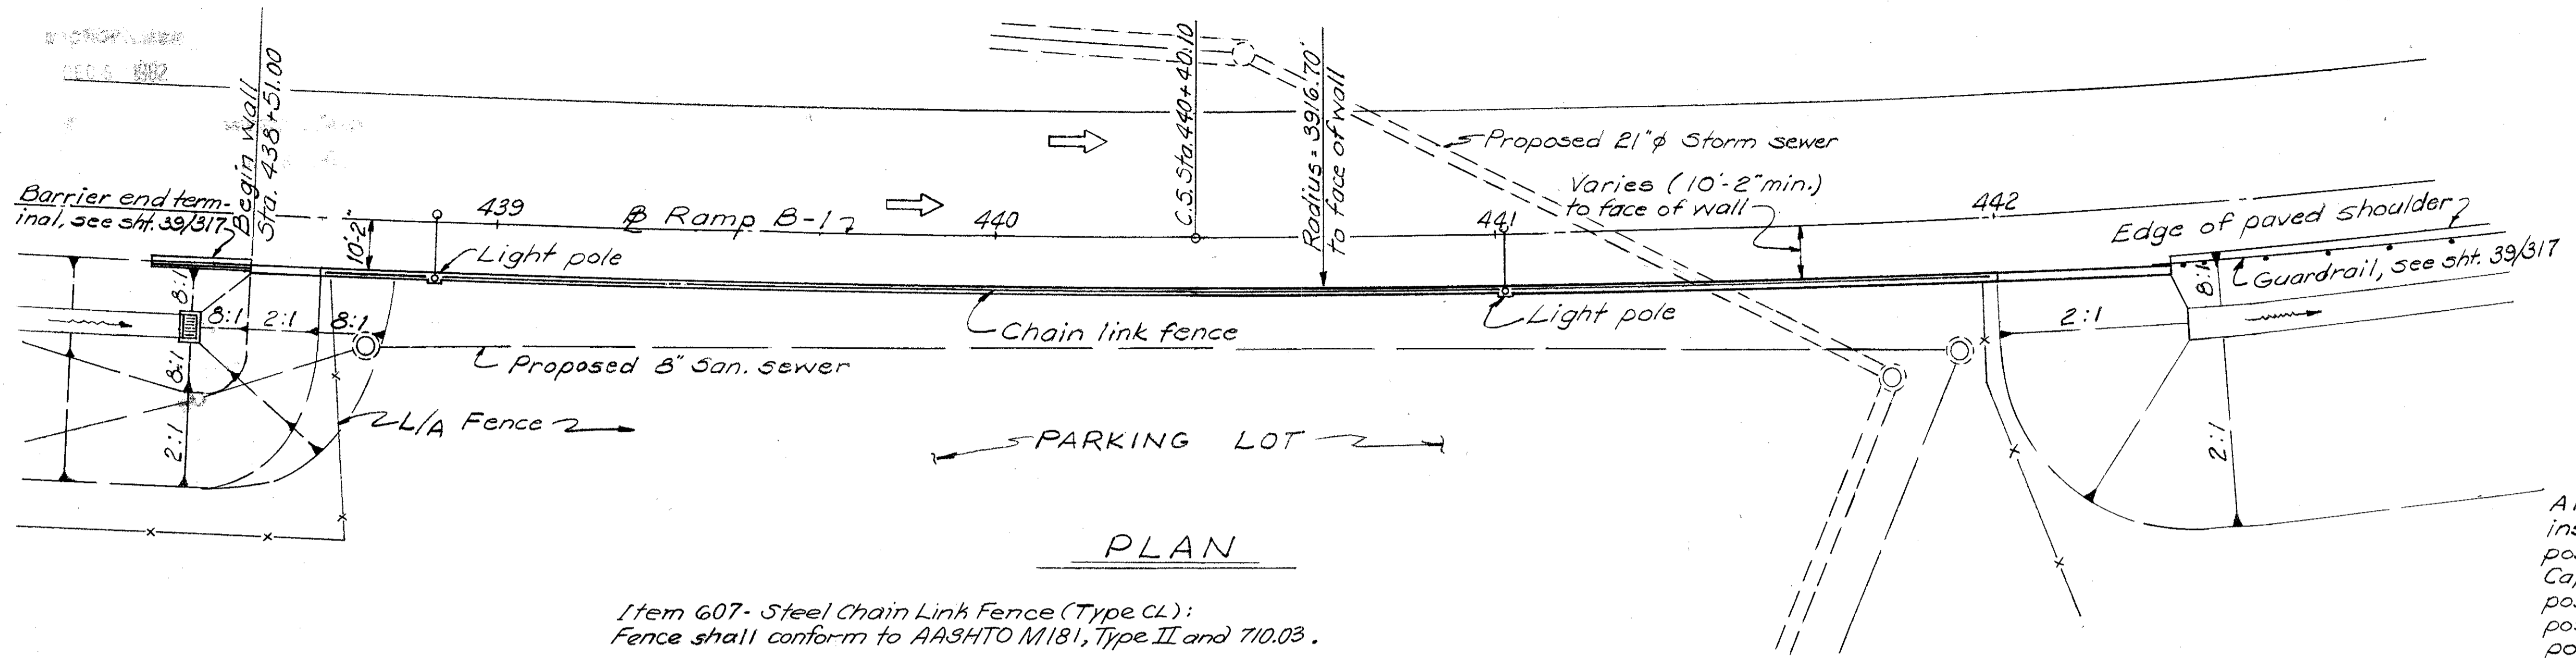 DEC 6 1982
Begin wall
Sta. 438+51.00
C.S. Sta. 440+40.10
Radius = 3916.70'
to face of wall
Proposed 21"ø Storm sewer
Varies (10'-2" min.)
to face of wall
Barrier end term-
inal, see sht. 39/317
10'-2"
439
℄ Ramp B-1
440
441
442
Edge of paved shoulder
Guardrail, see sht. 39/317
Light pole
Light pole
Chain link fence
8:1
8:1
2:1
8:1
8:1
2:1
8:1
2:1
2:1
Proposed 8" San. sewer
L/A Fence
PARKING LOT
PLAN
Item 607- Steel Chain Link Fence (Type CL):
Fence shall conform to AASHTO M181, Type II and 710.03.